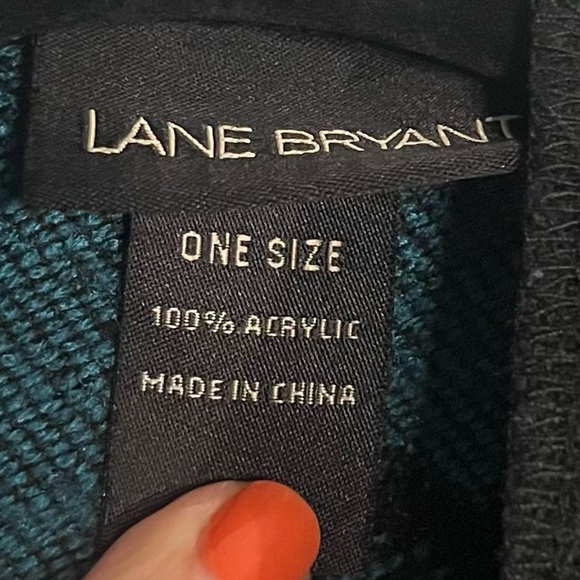 LANE BRYANT
ONE SIZE
100% ACRYLIC
MADE IN CHINA